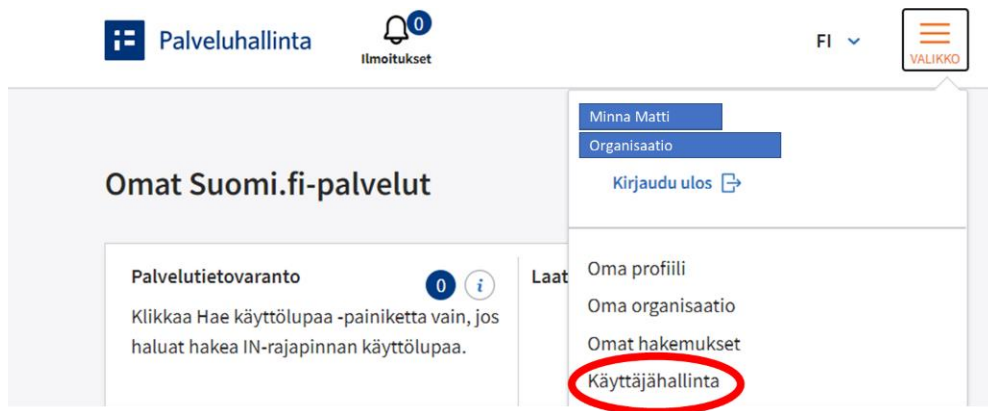 Palveluhallinta
0
Ilmoitukset
FI
VALIKKO
Minna Matti
Organisaatio
Kirjaudu ulos
Omat Suomi.fi-palvelut
Palvelutietovaranto
0
i
Klikkaa Hae käyttölupaa -painiketta vain, jos
haluat hakea IN-rajapinnan käyttölupaa.
Laat
Oma profiili
Oma organisaatio
Omat hakemukset
Käyttäjähallinta